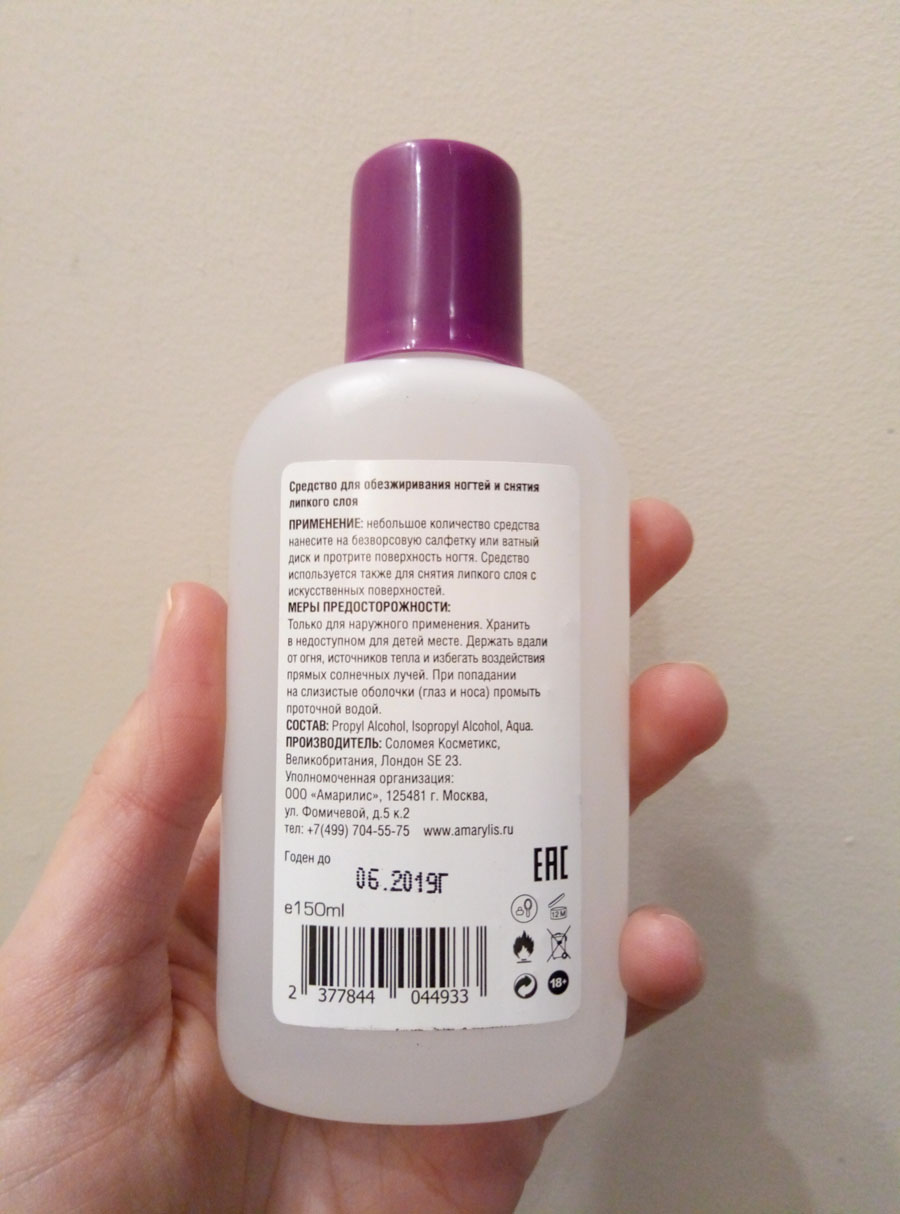 Средство для обезжиривания ногтей и снятия
липкого слоя
ПРИМЕНЕНИЕ: небольшое количество средства
нанесите на безворсовую салфетку или ватный
диск и протрите поверхность ногтя. Средство
используется также для снятия липкого слоя с
искусственных поверхностей.
МЕРЫ ПРЕДОСТОРОЖНОСТИ:
Только для наружного применения. Хранить
в недоступном для детей месте. Держать вдали
от огня, источников тепла и избегать воздействия
прямых солнечных лучей. При попадании
на слизистые оболочки (глаз и носа) промыть
проточной водой.
СОСТАВ: Propyl Alcohol, Isopropyl Alcohol, Aqua.
ПРОИЗВОДИТЕЛЬ: Соломея Косметикс,
Великобритания, Лондон SE 23.
Уполномоченная организация:
ООО «Амарилис», 125481 г. Москва,
ул. Фомичевой, д.5 к.2
тел: +7(499) 704-55-75 www.amarylis.ru
Годен до
06.2019г
EAC
e150ml
12 M
18+
2 377844 044933